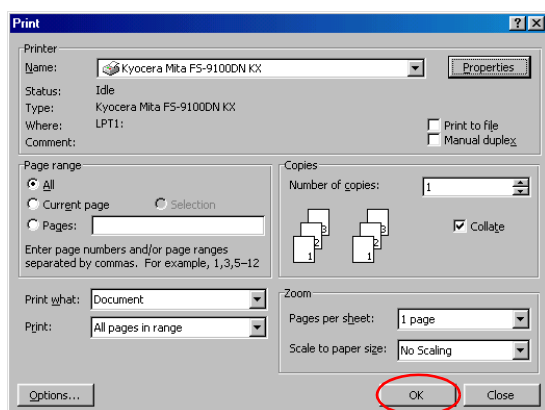 Print
Printer
Name: Kyocera Mita FS-9100DN KX Properties
Status: Idle
Type: Kyocera Mita FS-9100DN KX
Where: LPT1: Print to file
Comment: Manual duplex
Page range
All
Current page Selection
Pages:
Enter page numbers and/or page ranges
separated by commas. For example, 1,3,5–12
Copies
Number of copies: 1
1 2 3 1 2 3 Collate
Print what: Document
Print: All pages in range
Zoom
Pages per sheet: 1 page
Scale to paper size: No Scaling
Options... OK Close